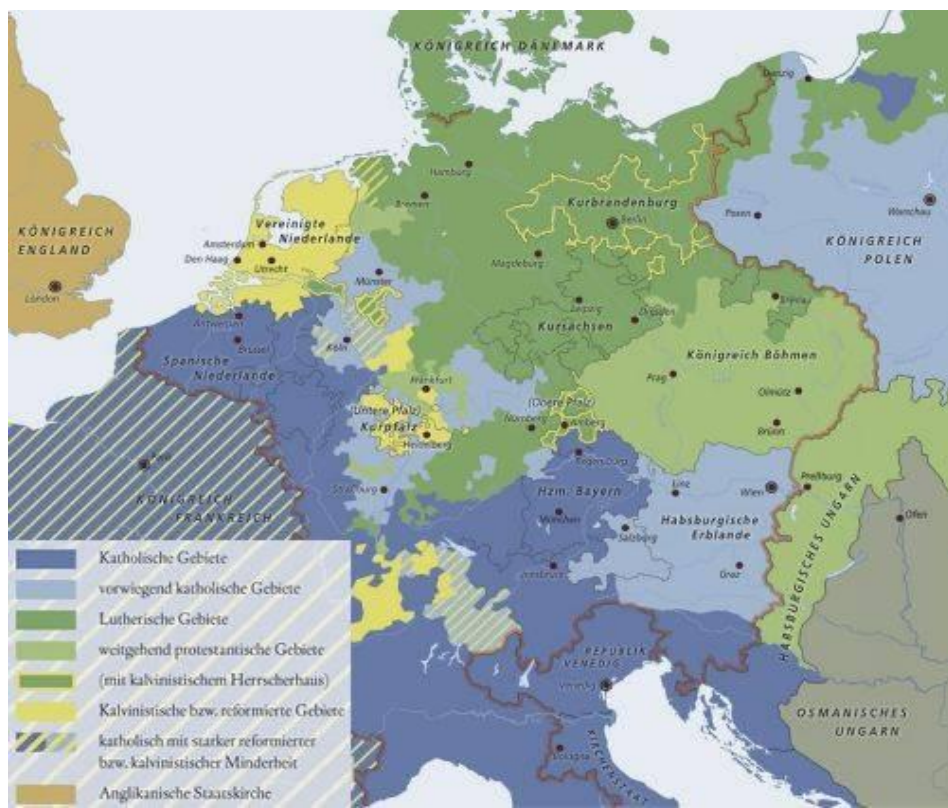 KÖNIGREICH DÄNEMARK
Danzig
Hamburg
Bremen
Kurbrandenburg
Berlin
Posen
Warschau
KÖNIGREICH
POLEN
KÖNIGREICH
ENGLAND
London
Vereinigte
Niederlande
Amsterdam
Den Haag
Utrecht
Münster
Magdeburg
Leipzig
Dresden
Breslau
Kursachsen
Antwerpen
Brüssel
Spanische
Niederlande
Köln
Frankfurt
Königreich Böhmen
Prag
Olmütz
Brünn
(Untere Pfalz)
Kurpfalz
Heidelberg
(Obere Pfalz)
Nürnberg
Amberg
Regensburg
Paris
KÖNIGREICH
FRANKREICH
Straßburg
Hzm. Bayern
München
Linz
Wien
Preßburg
Habsburgische
Erblande
Salzburg
Innsbruck
Graz
Ofen
HABSBURGISCHES UNGARN
REPUBLIK
VENEDIG
Venedig
OSMANISCHES
UNGARN
KIRCHENSTAAT
Bologna
Katholische Gebiete
vorwiegend katholische Gebiete
Lutherische Gebiete
weitgehend protestantische Gebiete
(mit kalvinistischem Herrscherhaus)
Kalvinistische bzw. reformierte Gebiete
katholisch mit starker reformierter
bzw. kalvinistischer Minderheit
Anglikanische Staatskirche